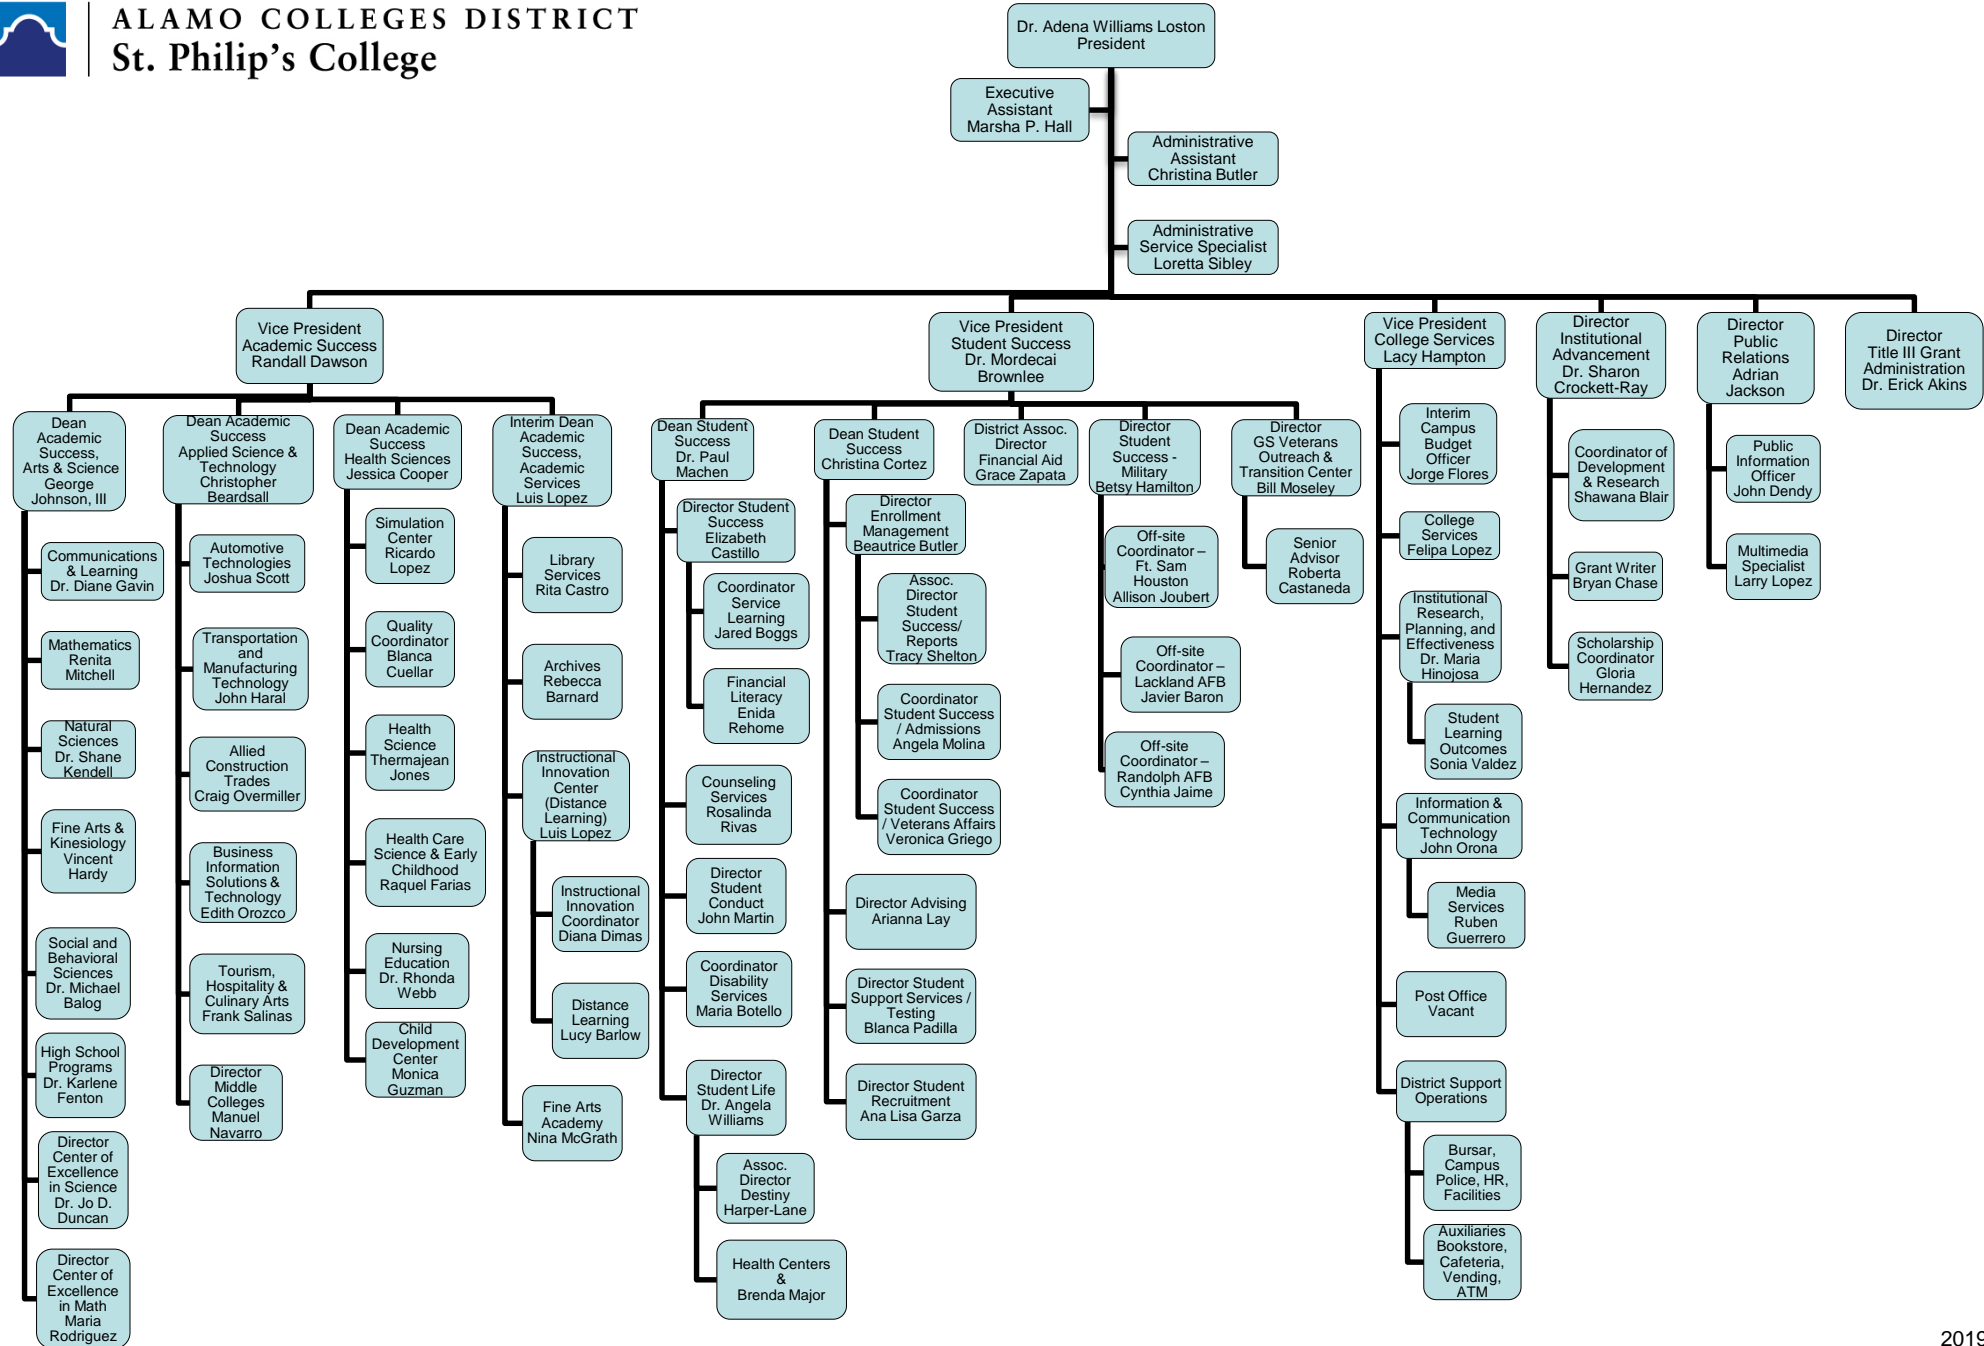 ALAMO COLLEGES DISTRICT
St. Philip's College
Dr. Adena Williams Loston
President
Executive
Assistant
Marsha P. Hall
Administrative
Assistant
Christina Butler
Administrative
Service Specialist
Loretta Sibley
Vice President
Academic Success
Randall Dawson
Vice President
Student Success
Dr. Mordecai
Brownlee
Vice President
College Services
Lacy Hampton
Director
Institutional
Advancement
Dr. Sharon
Crockett-Ray
Director
Public
Relations
Adrian
Jackson
Director
Title III Grant
Administration
Dr. Erick Akins
Dean
Academic
Success,
Arts & Science
George
Johnson, III
Communications
& Learning
Dr. Diane Gavin
Mathematics
Renita
Mitchell
Natural
Sciences
Dr. Shane
Kendell
Fine Arts &
Kinesiology
Vincent
Hardy
Social and
Behavioral
Sciences
Dr. Michael
Balog
High School
Programs
Dr. Karlene
Fenton
Director
Center of
Excellence
in Science
Dr. Jo D.
Duncan
Director
Center of
Excellence
in Math
Maria
Rodriguez
Dean Academic
Success
Applied Science &
Technology
Christopher
Beardsall
Automotive
Technologies
Joshua Scott
Transportation
and
Manufacturing
Technology
John Haral
Allied
Construction
Trades
Craig Overmiller
Business
Information
Solutions &
Technology
Edith Orozco
Tourism,
Hospitality &
Culinary Arts
Frank Salinas
Director
Middle
Colleges
Manuel
Navarro
Dean Academic
Success
Health Sciences
Jessica Cooper
Simulation
Center
Ricardo
Lopez
Quality
Coordinator
Blanca
Cuellar
Health
Science
Thermajean
Jones
Health Care
Science & Early
Childhood
Raquel Farias
Nursing
Education
Dr. Rhonda
Webb
Child
Development
Center
Monica
Guzman
Interim Dean
Academic
Success,
Academic
Services
Luis Lopez
Library
Services
Rita Castro
Archives
Rebecca
Barnard
Instructional
Innovation
Center
(Distance
Learning)
Luis Lopez
Instructional
Innovation
Coordinator
Diana Dimas
Distance
Learning
Lucy Barlow
Fine Arts
Academy
Nina McGrath
Dean Student
Success
Dr. Paul
Machen
Director Student
Success
Elizabeth
Castillo
Coordinator
Service
Learning
Jared Boggs
Financial
Literacy
Enida
Rehome
Counseling
Services
Rosalinda
Rivas
Director
Student
Conduct
John Martin
Coordinator
Disability
Services
Maria Botello
Director
Student Life
Dr. Angela
Williams
Assoc.
Director
Destiny
Harper-Lane
Health Centers
&
Brenda Major
Dean Student
Success
Christina Cortez
Director
Enrollment
Management
Beautrice Butler
Assoc.
Director
Student
Success/
Reports
Tracy Shelton
Coordinator
Student Success
/ Admissions
Angela Molina
Coordinator
Student Success
/ Veterans Affairs
Veronica Griego
Director Advising
Arianna Lay
Director Student
Support Services /
Testing
Blanca Padilla
Director Student
Recruitment
Ana Lisa Garza
District Assoc.
Director
Financial Aid
Grace Zapata
Director
Student
Success -
Military
Betsy Hamilton
Off-site
Coordinator –
Ft. Sam
Houston
Allison Joubert
Off-site
Coordinator –
Lackland AFB
Javier Baron
Off-site
Coordinator –
Randolph AFB
Cynthia Jaime
Director
GS Veterans
Outreach &
Transition Center
Bill Moseley
Senior
Advisor
Roberta
Castaneda
Interim
Campus
Budget
Officer
Jorge Flores
College
Services
Felipa Lopez
Institutional
Research,
Planning, and
Effectiveness
Dr. Maria
Hinojosa
Student
Learning
Outcomes
Sonia Valdez
Information &
Communication
Technology
John Orona
Media
Services
Ruben
Guerrero
Post Office
Vacant
District Support
Operations
Bursar,
Campus
Police, HR,
Facilities
Auxiliaries
Bookstore,
Cafeteria,
Vending,
ATM
Coordinator of
Development
& Research
Shawana Blair
Grant Writer
Bryan Chase
Scholarship
Coordinator
Gloria
Hernandez
Public
Information
Officer
John Dendy
Multimedia
Specialist
Larry Lopez
2019